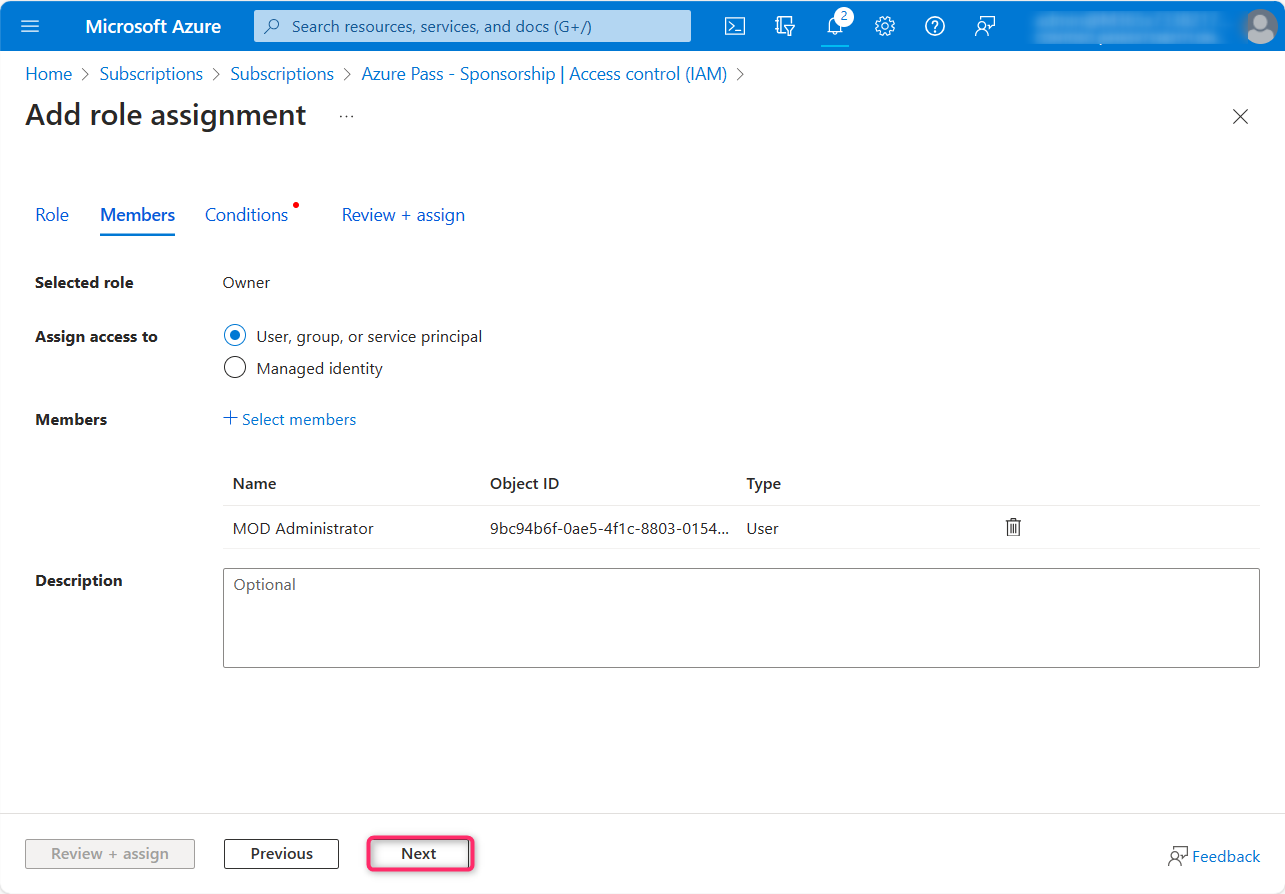 Microsoft Azure
Search resources, services, and docs (G+/)
2
Home > Subscriptions > Subscriptions > Azure Pass - Sponsorship | Access control (IAM) >
Add role assignment ...
Role Members Conditions Review + assign
Selected role Owner
Assign access to User, group, or service principal
Managed identity
Members + Select members
Name Object ID Type
MOD Administrator 9bc94b6f-0ae5-4f1c-8803-0154... User
Description Optional
Review + assign Previous Next Feedback